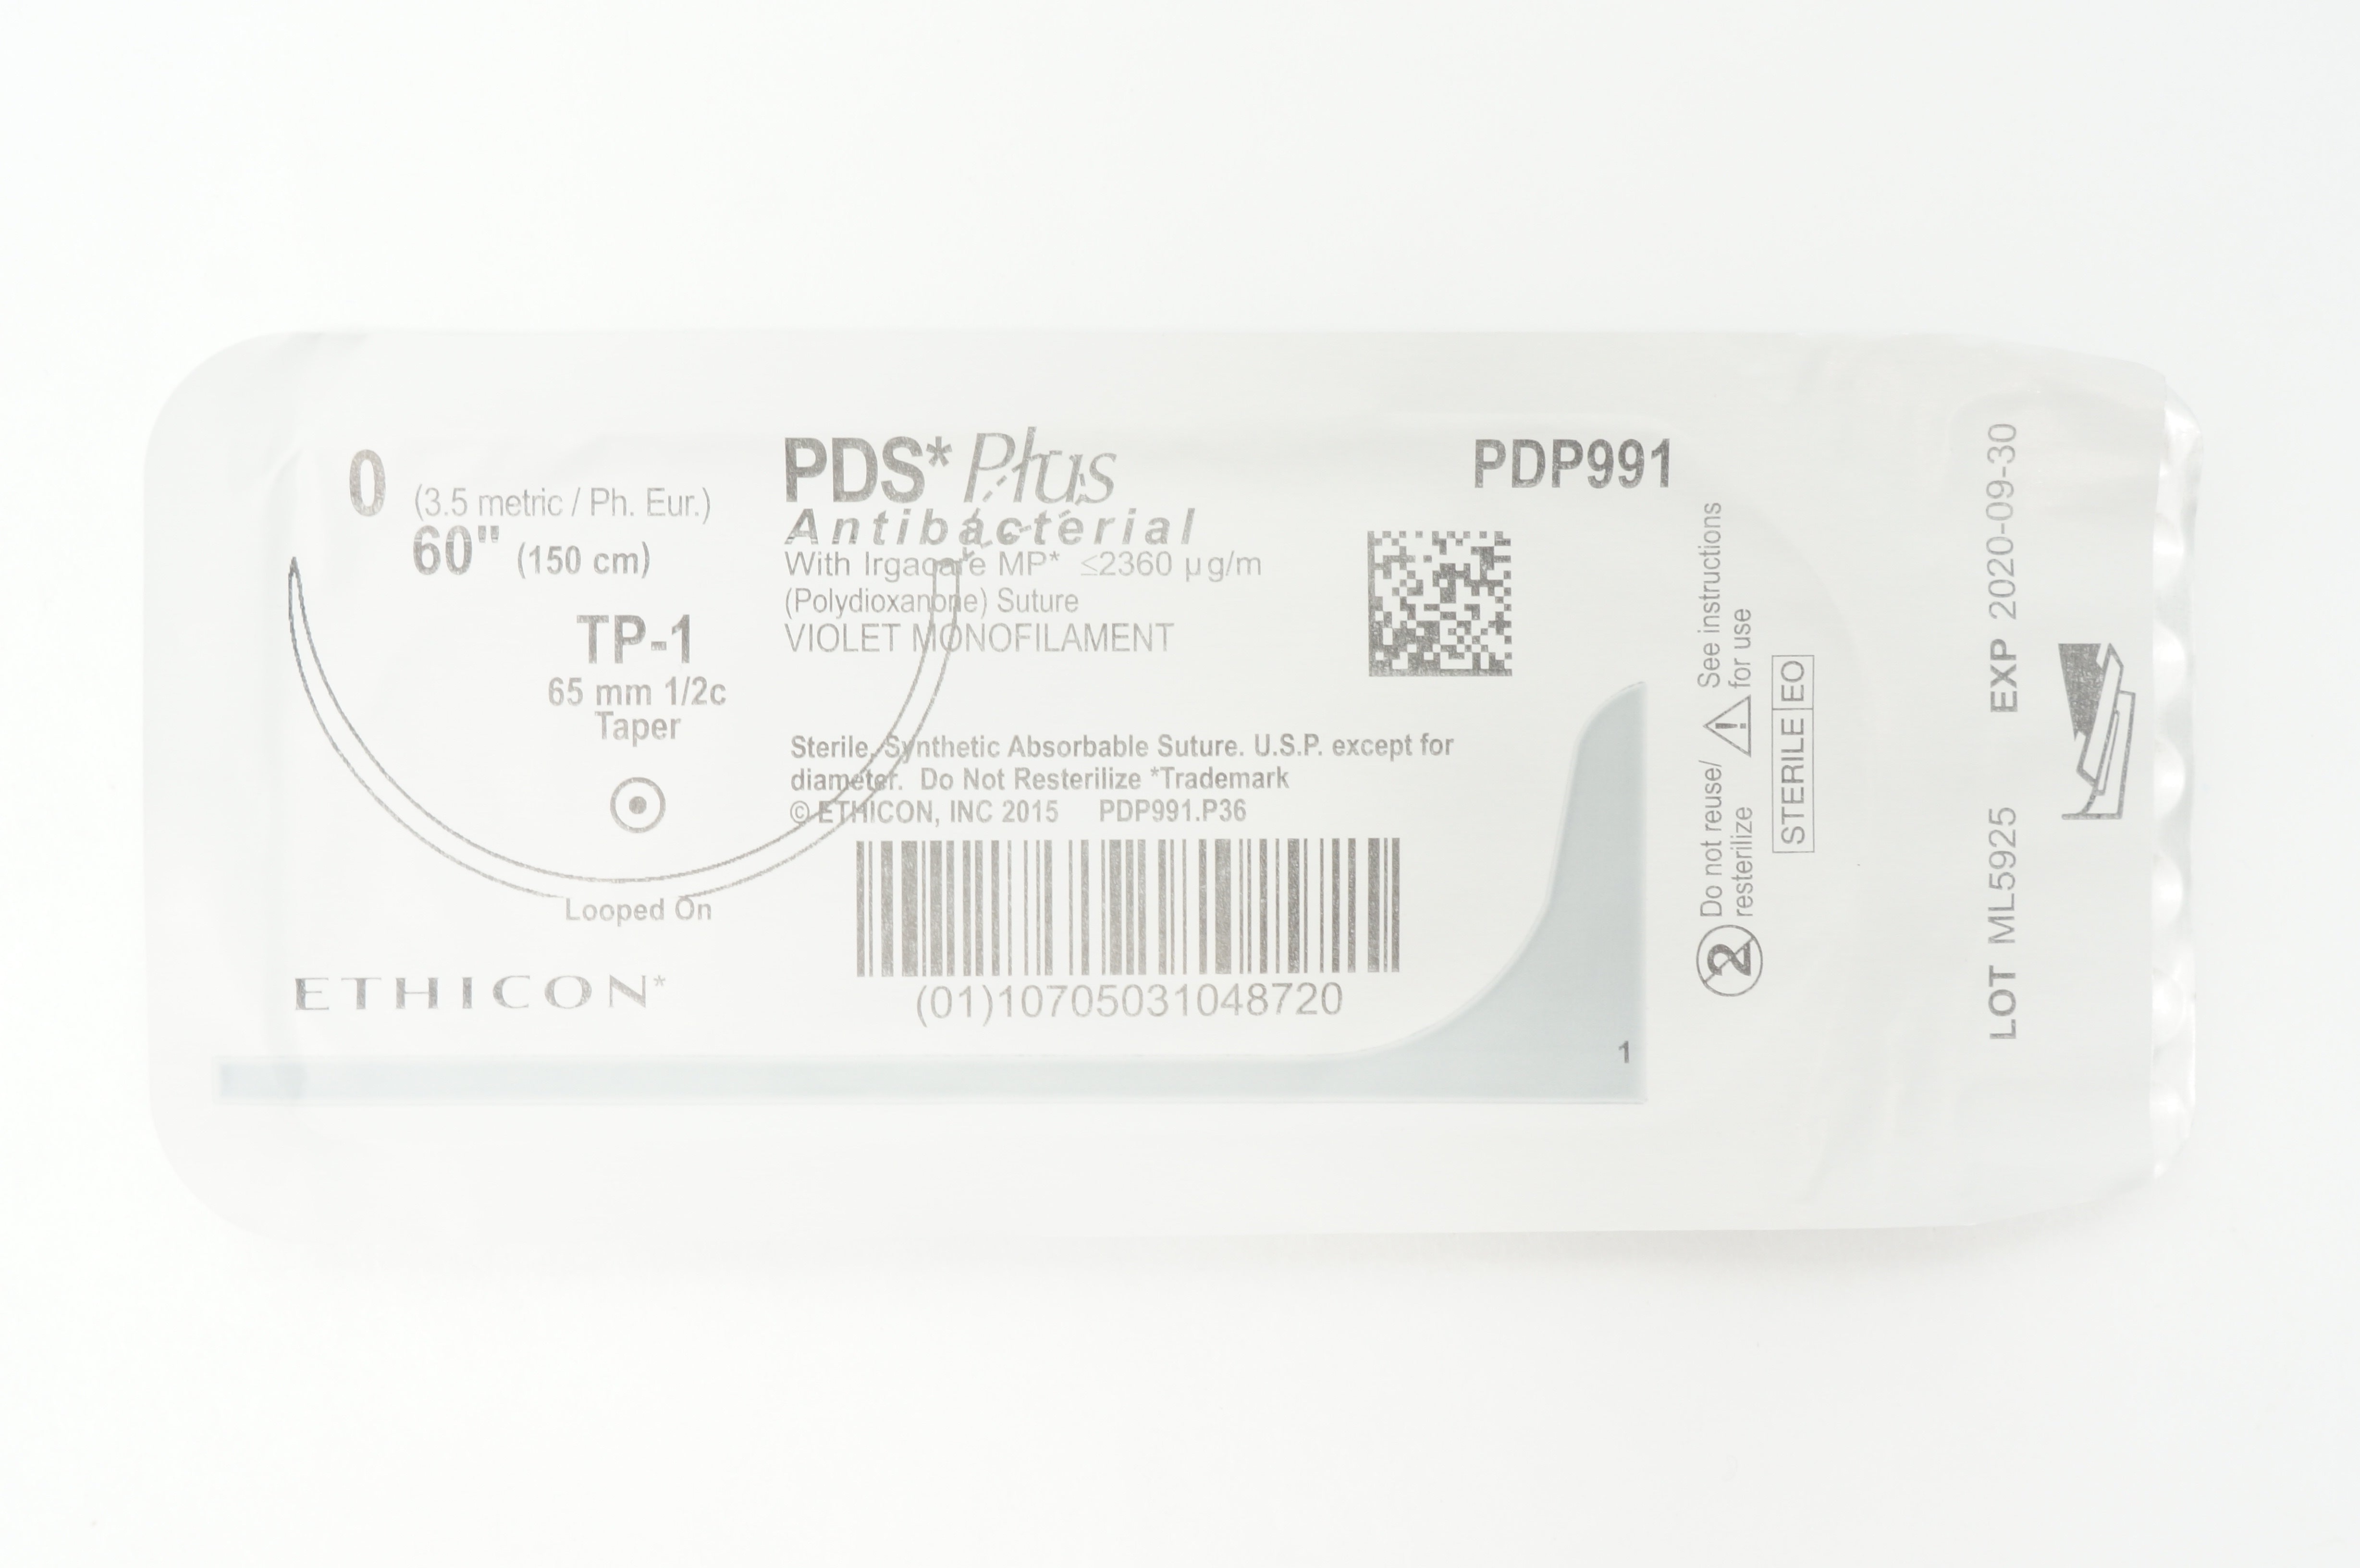 0 (3.5 metric / Ph. Eur.)
60" (150 cm)
TP-1
65 mm 1/2c
Taper
Looped On
ETHICON*
PDS* Plus
Antibacterial
With Irgacare MP* ≤2360 µg/m
(Polydioxanone) Suture
VIOLET MONOFILAMENT
Sterile, Synthetic Absorbable Suture. U.S.P. except for
diameter. Do Not Resterilize *Trademark
© ETHICON, INC 2015 PDP991.P36
(01)10705031048720
PDP991
1
2 Do not reuse/
resterilize
! See instructions
for use
STERILE EO
LOT ML5925 EXP 2020-09-30